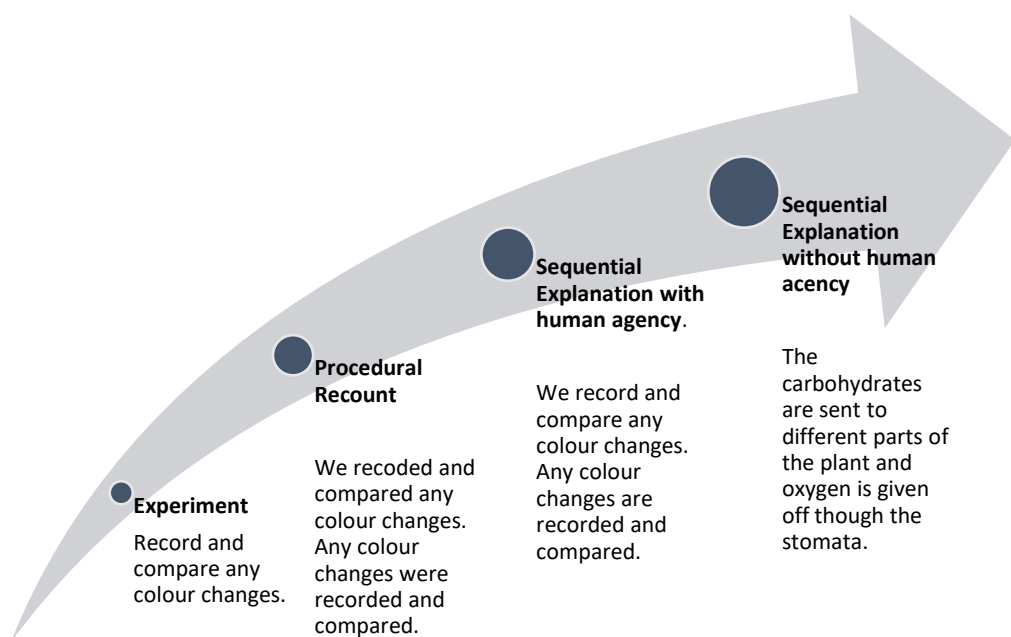 Experiment
Record and
compare any
colour changes.
Procedural
Recount
We recoded and
compared any
colour changes.
Any colour
changes were
recorded and
compared.
Sequential
Explanation with
human agency.
We record and
compare any
colour changes.
Any colour
changes are
recorded and
compared.
Sequential
Explanation
without human
acency
The
carbohydrates
are sent to
different parts of
the plant and
oxygen is given
off though the
stomata.